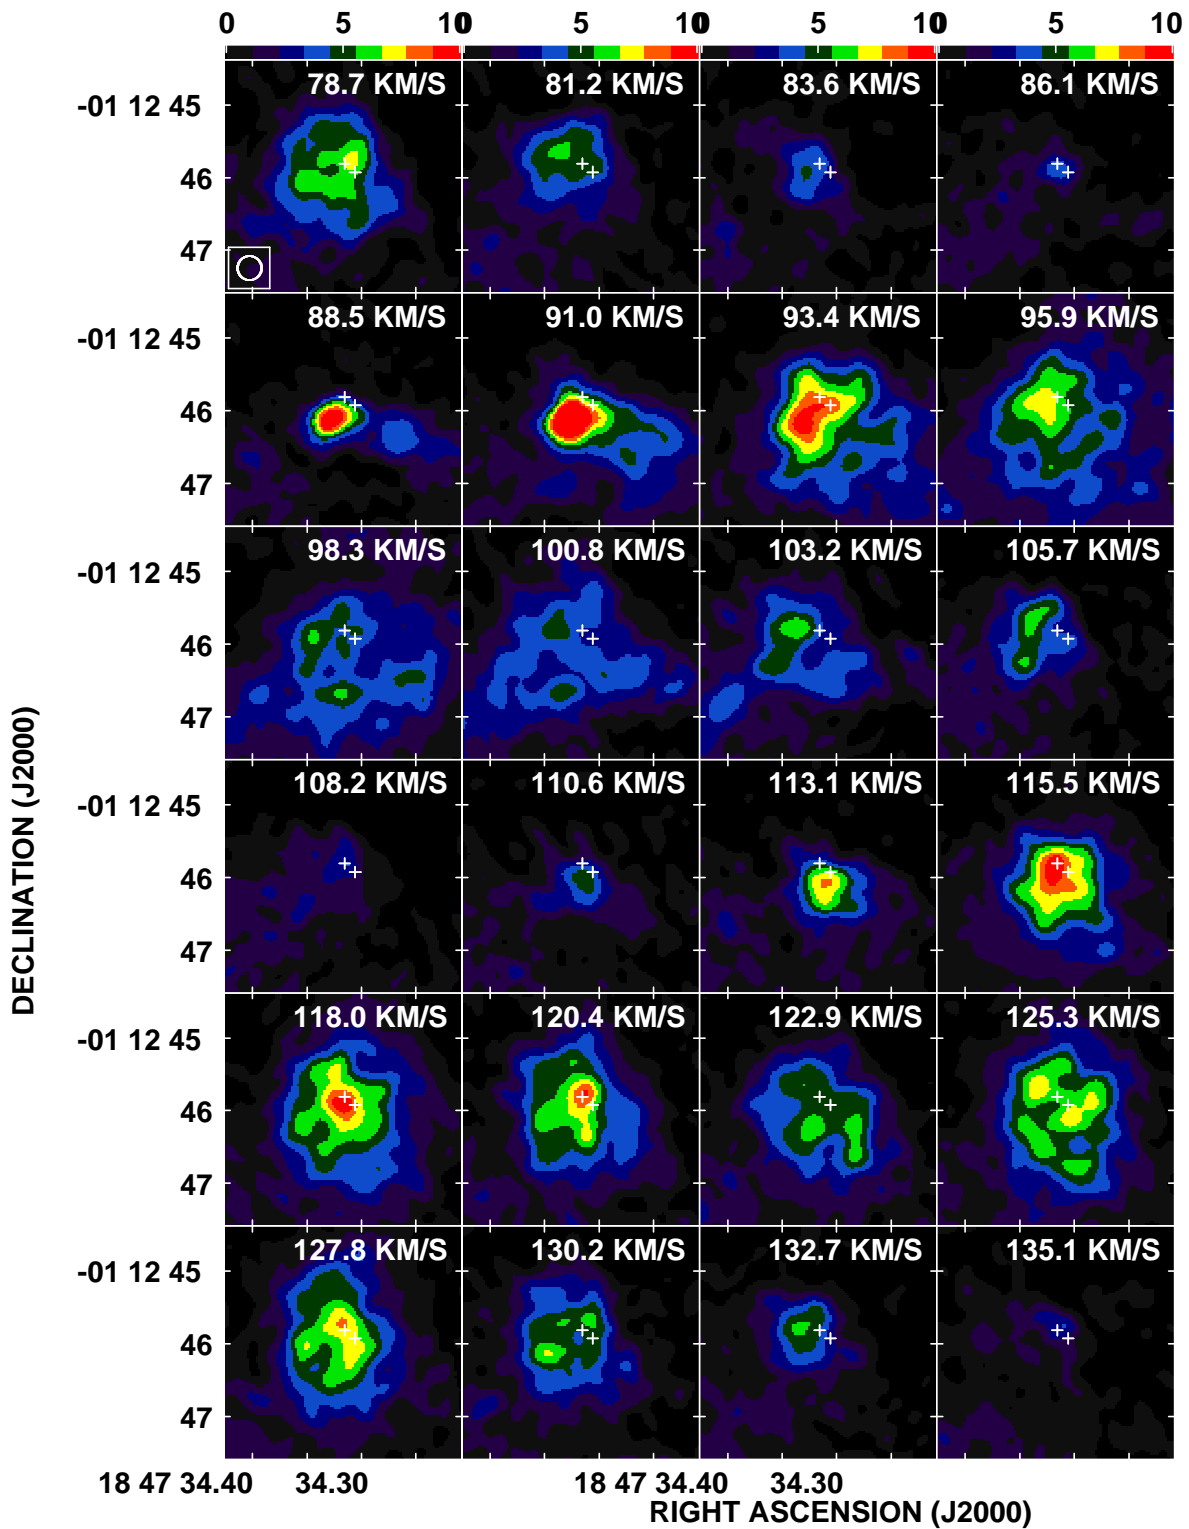 0 5 10 0 5 10 0 5 10 0 5 10
78.7 KM/S 81.2 KM/S 83.6 KM/S 86.1 KM/S
-01 12 45
46
47
88.5 KM/S 91.0 KM/S 93.4 KM/S 95.9 KM/S
-01 12 45
46
47
98.3 KM/S 100.8 KM/S 103.2 KM/S 105.7 KM/S
-01 12 45
46
47
108.2 KM/S 110.6 KM/S 113.1 KM/S 115.5 KM/S
-01 12 45
46
47
118.0 KM/S 120.4 KM/S 122.9 KM/S 125.3 KM/S
-01 12 45
46
47
127.8 KM/S 130.2 KM/S 132.7 KM/S 135.1 KM/S
-01 12 45
46
47
DECLINATION (J2000)
18 47 34.40 34.30 18 47 34.40 34.30
RIGHT ASCENSION (J2000)